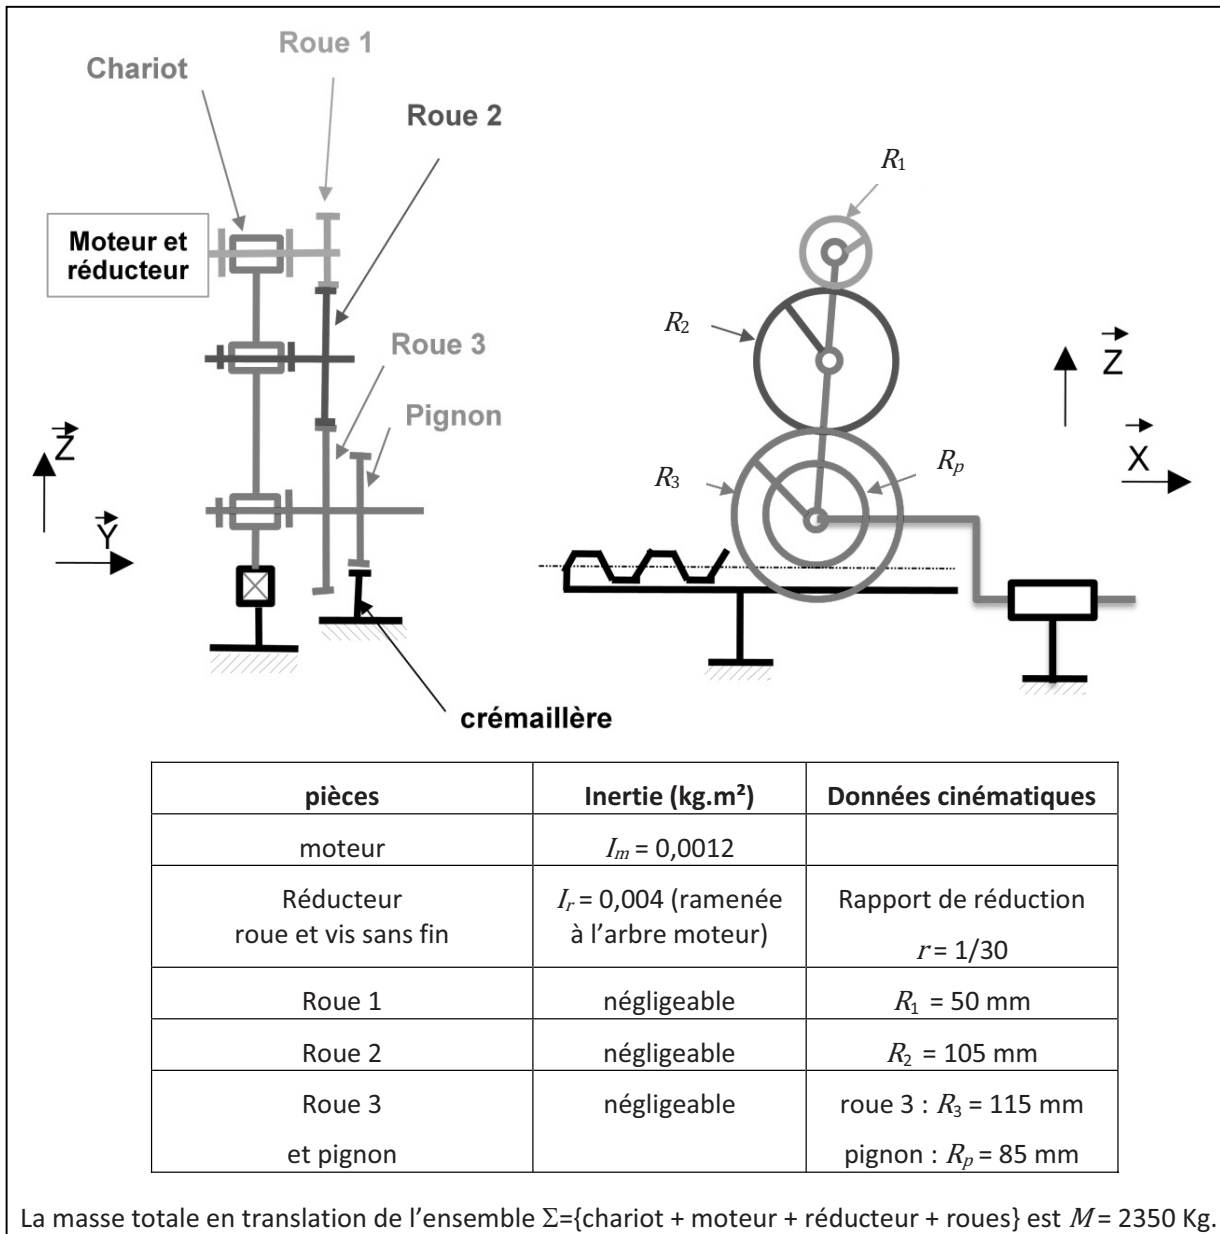 Roue 1
Chariot
Roue 2
R1
Moteur et
réducteur
R2
Roue 3
Z
Pignon
Z
X
R3
Rp
Y
crémaillère
pièces
Inertie (kg.m²)
Données cinématiques
moteur
Im = 0,0012
Réducteur
roue et vis sans fin
Ir = 0,004 (ramenée
à l’arbre moteur)
Rapport de réduction
r = 1/30
Roue 1
négligeable
R1 = 50 mm
Roue 2
négligeable
R2 = 105 mm
Roue 3
et pignon
négligeable
roue 3 : R3 = 115 mm
pignon : Rp = 85 mm
La masse totale en translation de l’ensemble Σ={chariot + moteur + réducteur + roues} est M = 2350 Kg.